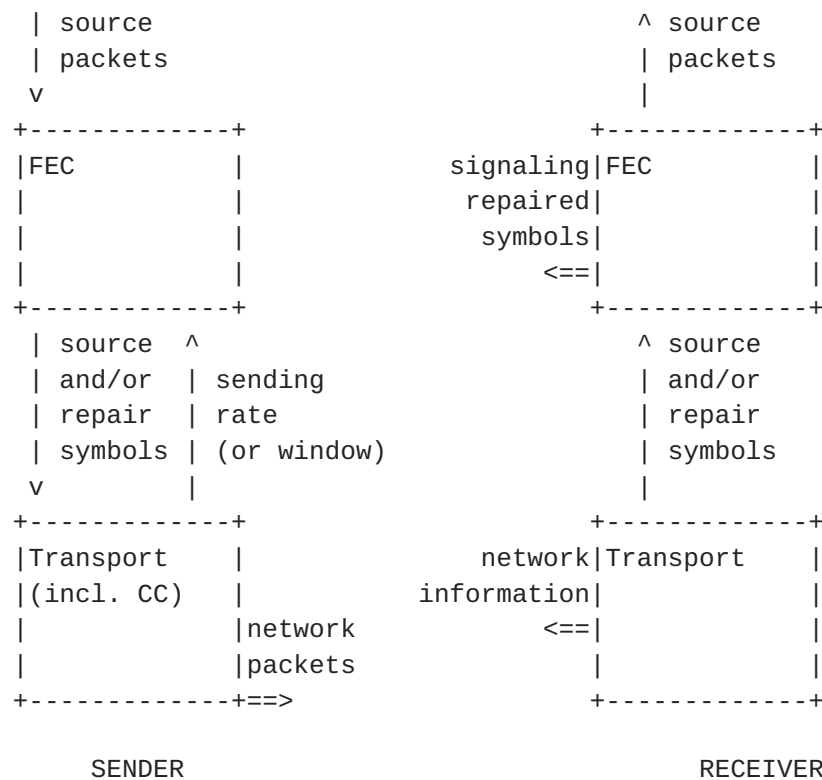 | source                                ^ source
 | packets                               | packets
 v                                       |
+-------------+                       +-------------+
|FEC          |              signaling|FEC          |
|             |               repaired|             |
|             |                symbols|             |
|             |                    <==|             |
+-------------+                       +-------------+
 | source  ^                             ^ source
 | and/or  | sending                     | and/or
 | repair  | rate                        | repair
 | symbols | (or window)                 | symbols
 v         |                             |
+-------------+                       +-------------+
|Transport    |                network|Transport    |
|(incl. CC)   |            information|             |
|             |network             <==|             |
|             |packets                |             |
+-------------+==>                    +-------------+
     SENDER                                 RECEIVER